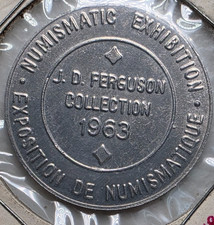 · NUMISMATIC EXHIBITION ·
EXPOSITION DE NUMISMATIQUE
J. D. FERGUSON
COLLECTION
1963